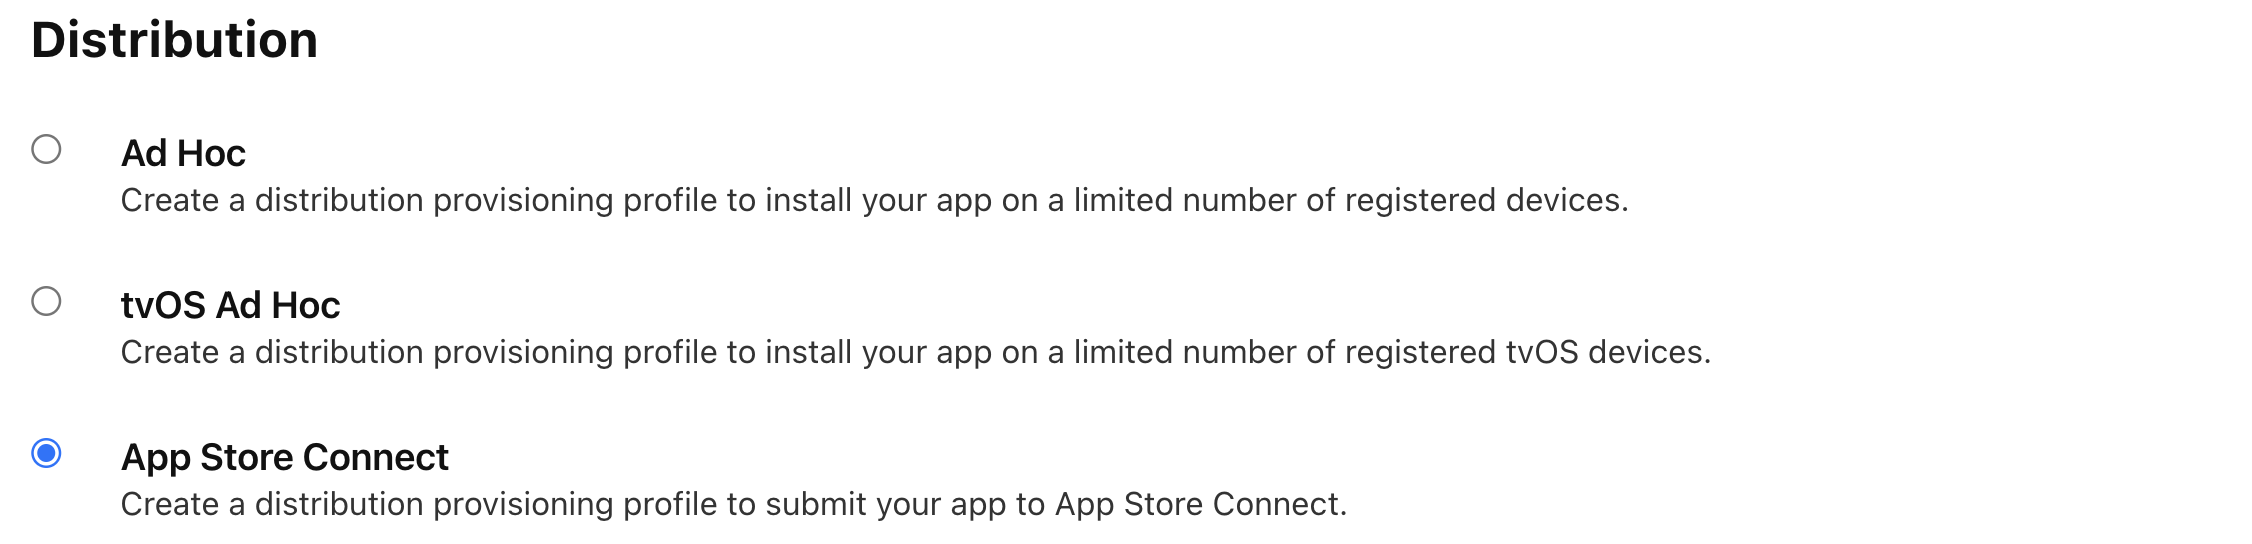 Distribution
Ad Hoc
Create a distribution provisioning profile to install your app on a limited number of registered devices.
tvOS Ad Hoc
Create a distribution provisioning profile to install your app on a limited number of registered tvOS devices.
App Store Connect
Create a distribution provisioning profile to submit your app to App Store Connect.